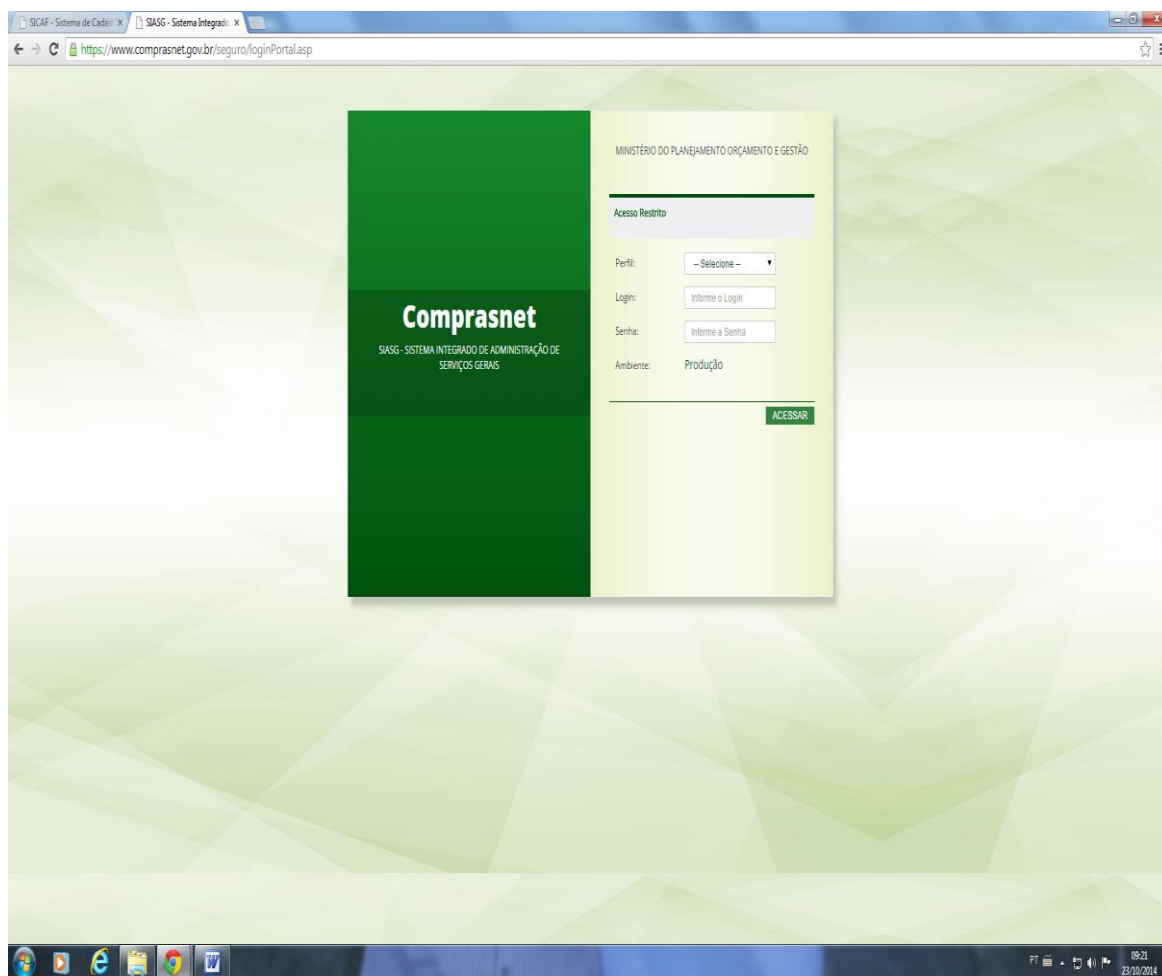 SICAF - Sistema de Cadast
SIASG - Sistema Integrado
https://www.comprasnet.gov.br/seguro/loginPortal.asp
MINISTÉRIO DO PLANEJAMENTO ORÇAMENTO E GESTÃO
Acesso Restrito
Perfil: -- Selecione --
Login: Informe o Login
Senha: Informe a Senha
Ambiente: Produção
ACESSAR
Comprasnet
SIASG - SISTEMA INTEGRADO DE ADMINISTRAÇÃO DE
SERVIÇOS GERAIS
PT
09:21
23/10/2014